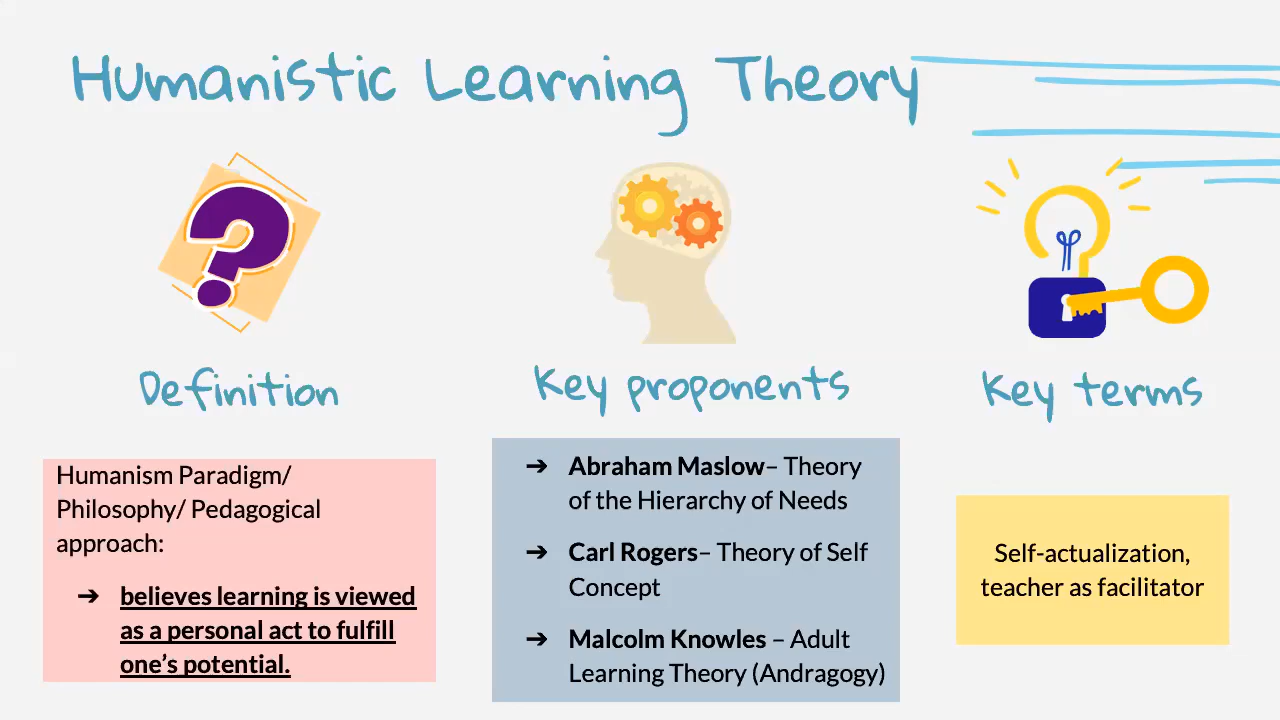 Humanistic Learning Theory
Definition
Humanism Paradigm/
Philosophy/ Pedagogical
approach:
➔ believes learning is viewed
as a personal act to fulfill
one's potential.
Key proponents
➔ Abraham Maslow– Theory
of the Hierarchy of Needs
➔ Carl Rogers– Theory of Self
Concept
➔ Malcolm Knowles – Adult
Learning Theory (Andragogy)
Key terms
Self-actualization,
teacher as facilitator